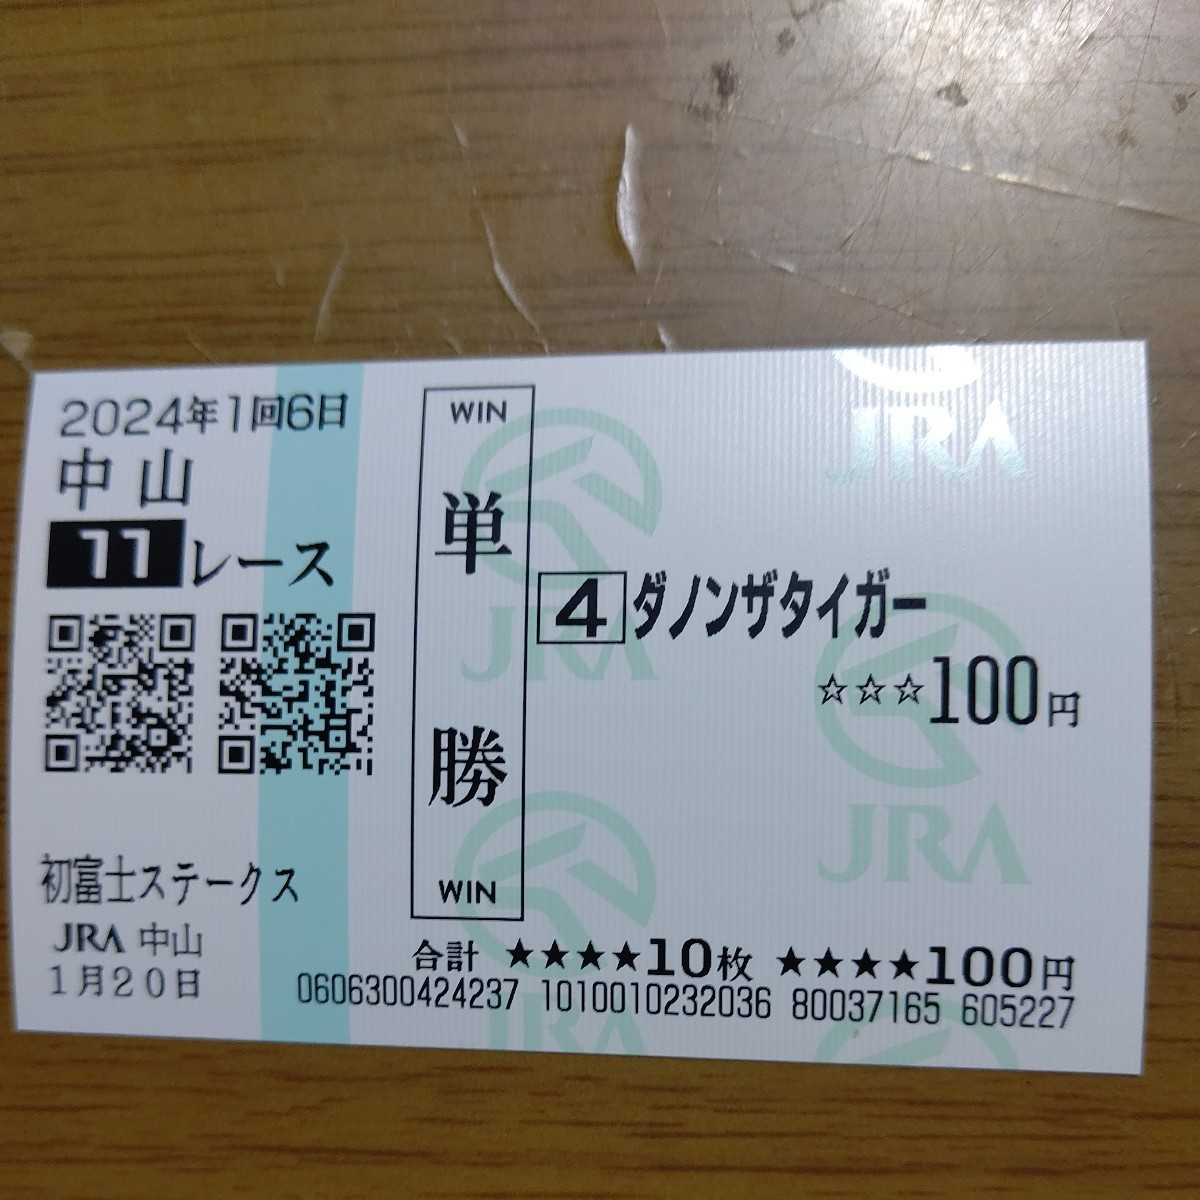 2024年1回6日
中山
11レース
初富士ステークス
JRA 中山
1月20日
WIN
単勝
WIN
4 ダノンザタイガー
☆☆☆100円
合計 ★★★★10枚 ★★★★100円
0606300424237 1010010232036 80037165 605227
JRA
JRA
JRA
JRA